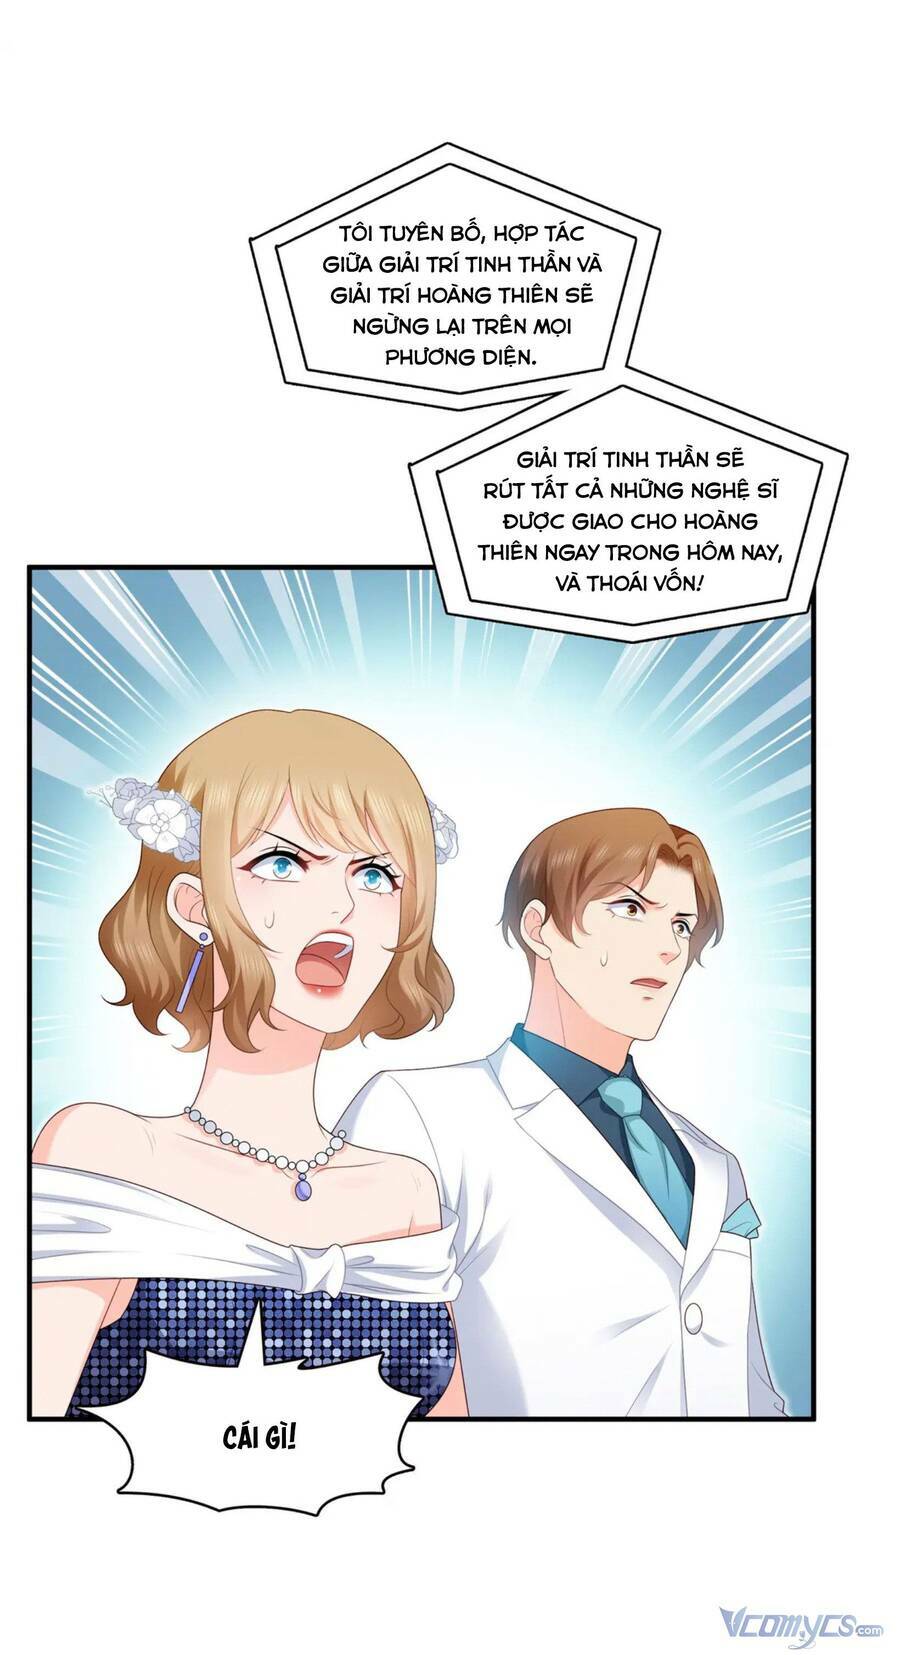 TÔI TUYÊN BỐ, HỢP TÁC
GIỮA GIẢI TRÍ TINH THẦN VÀ
GIẢI TRÍ HOÀNG THIÊN SẼ
NGỪNG LẠI TRÊN MỌI
PHƯƠNG DIỆN.
GIẢI TRÍ TINH THẦN SẼ
RÚT TẤT CẢ NHỮNG NGHỆ SĨ
ĐƯỢC GIAO CHO HOÀNG
THIÊN NGAY TRONG HÔM NAY,
VÀ THOÁI VỐN!
CÁI GÌ!
VCOMYCS.com